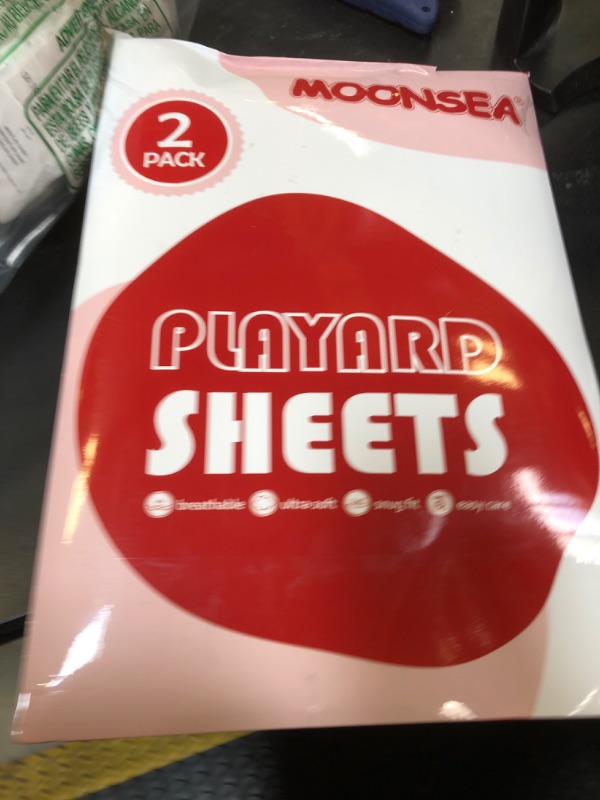 MOONSEA
2
PACK
PLAYARD
SHEETS
breathable ultra-soft snug fit easy care